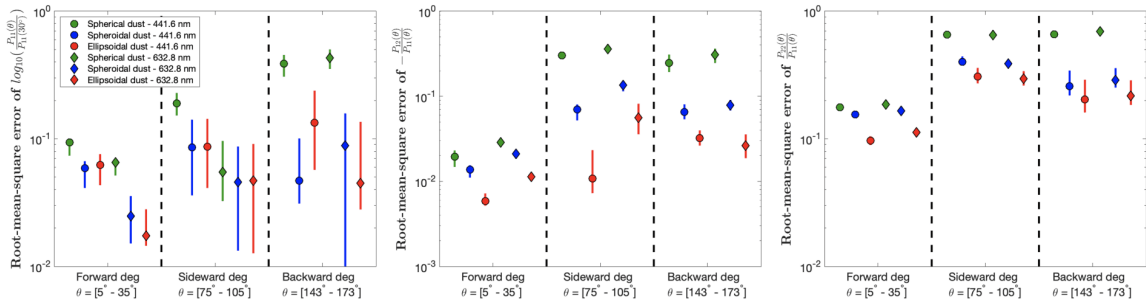 Root-mean-square error of log10(P11(θ)/P11(30°))
10^0
10^-1
10^-2
Spherical dust - 441.6 nm
Spheroidal dust - 441.6 nm
Ellipsoidal dust - 441.6 nm
Spherical dust - 632.8 nm
Spheroidal dust - 632.8 nm
Ellipsoidal dust - 632.8 nm
Forward deg Sideward deg Backward deg
θ = [5° - 35°] θ = [75° - 105°] θ = [143° - 173°]
Root-mean-square error of -P12(θ)/P11(θ)
10^0
10^-1
10^-2
10^-3
Forward deg Sideward deg Backward deg
θ = [5° - 35°] θ = [75° - 105°] θ = [143° - 173°]
Root-mean-square error of P22(θ)/P11(θ)
10^0
10^-1
10^-2
Forward deg Sideward deg Backward deg
θ = [5° - 35°] θ = [75° - 105°] θ = [143° - 173°]